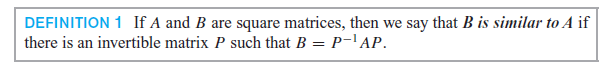 DEFINITION 1 If A and B are square matrices, then we say that B is similar to A if
there is an invertible matrix P such that B = P⁻¹AP.